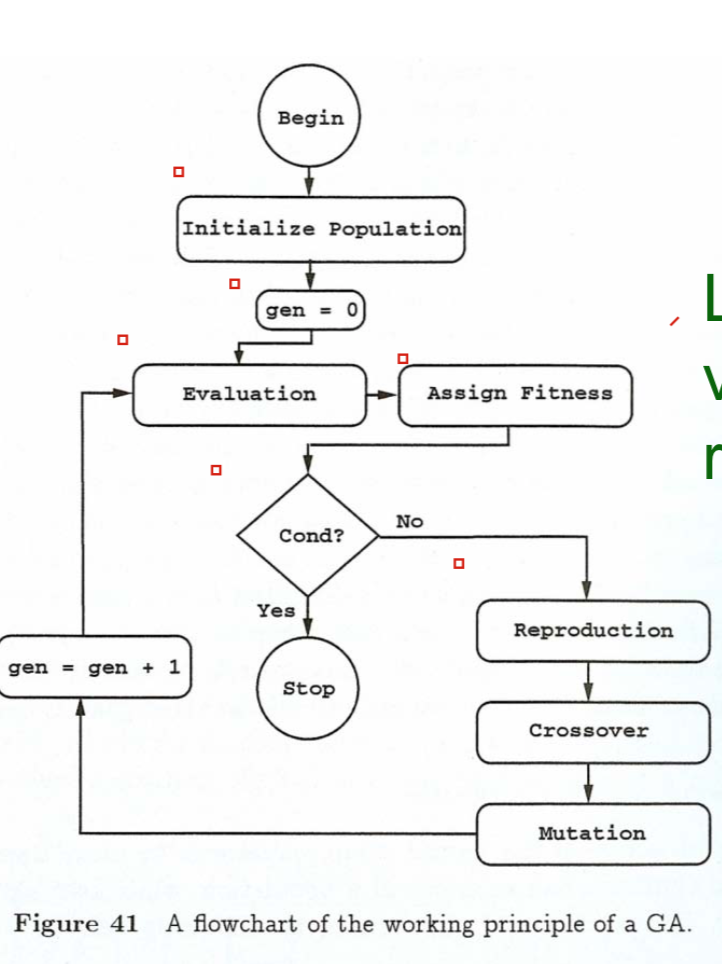 Begin
Initialize Population
gen = 0
Evaluation
Assign Fitness
Cond?
No
Yes
Reproduction
gen = gen + 1
Stop
Crossover
Mutation
Figure 41 A flowchart of the working principle of a GA.